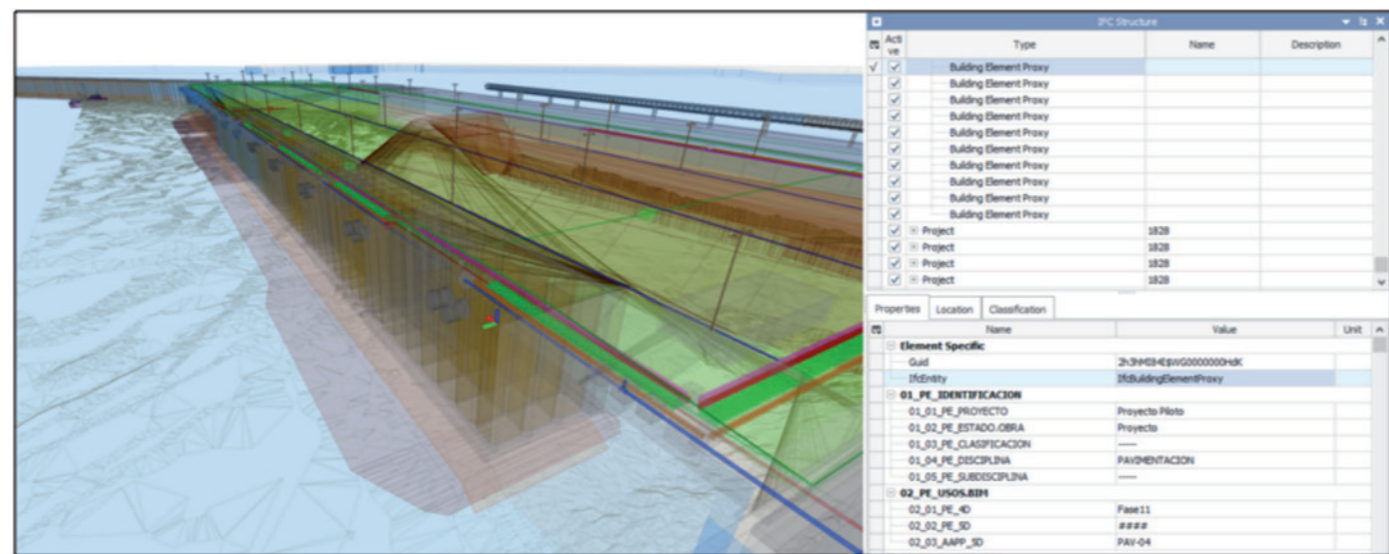 IFC Structure
Acti
ve Type Name Description
Building Element Proxy
Building Element Proxy
Building Element Proxy
Building Element Proxy
Building Element Proxy
Building Element Proxy
Building Element Proxy
Building Element Proxy
Building Element Proxy
Building Element Proxy
Project 1828
Project 1828
Project 1828
Project 1828
Properties Location Classification
Name Value Unit
Element Specific
Guid
IfcEntity IfcBuildingElementProxy
01_PE_IDENTIFICACION
01_01_PE_PROYECTO Proyecto Piloto
01_02_PE_ESTADO.OBRA Proyecto
01_03_PE_CLASIFICACION -----
01_04_PE_DISCIPLINA PAVIMENTACION
01_05_PE_SUBDISCIPLINA -----
02_PE_USOS.BIM
02_01_PE_4D Fase11
02_02_PE_5D ####
02_03_AAPP_5D PAV-04